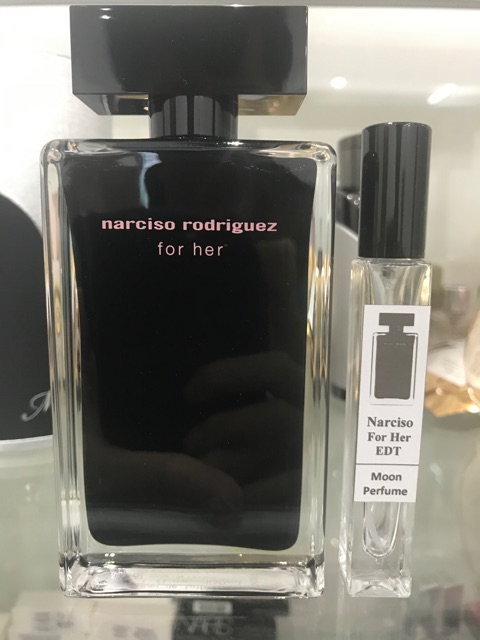 narciso rodriguez
for her
Narciso
For Her
EDT
Moon
Perfume